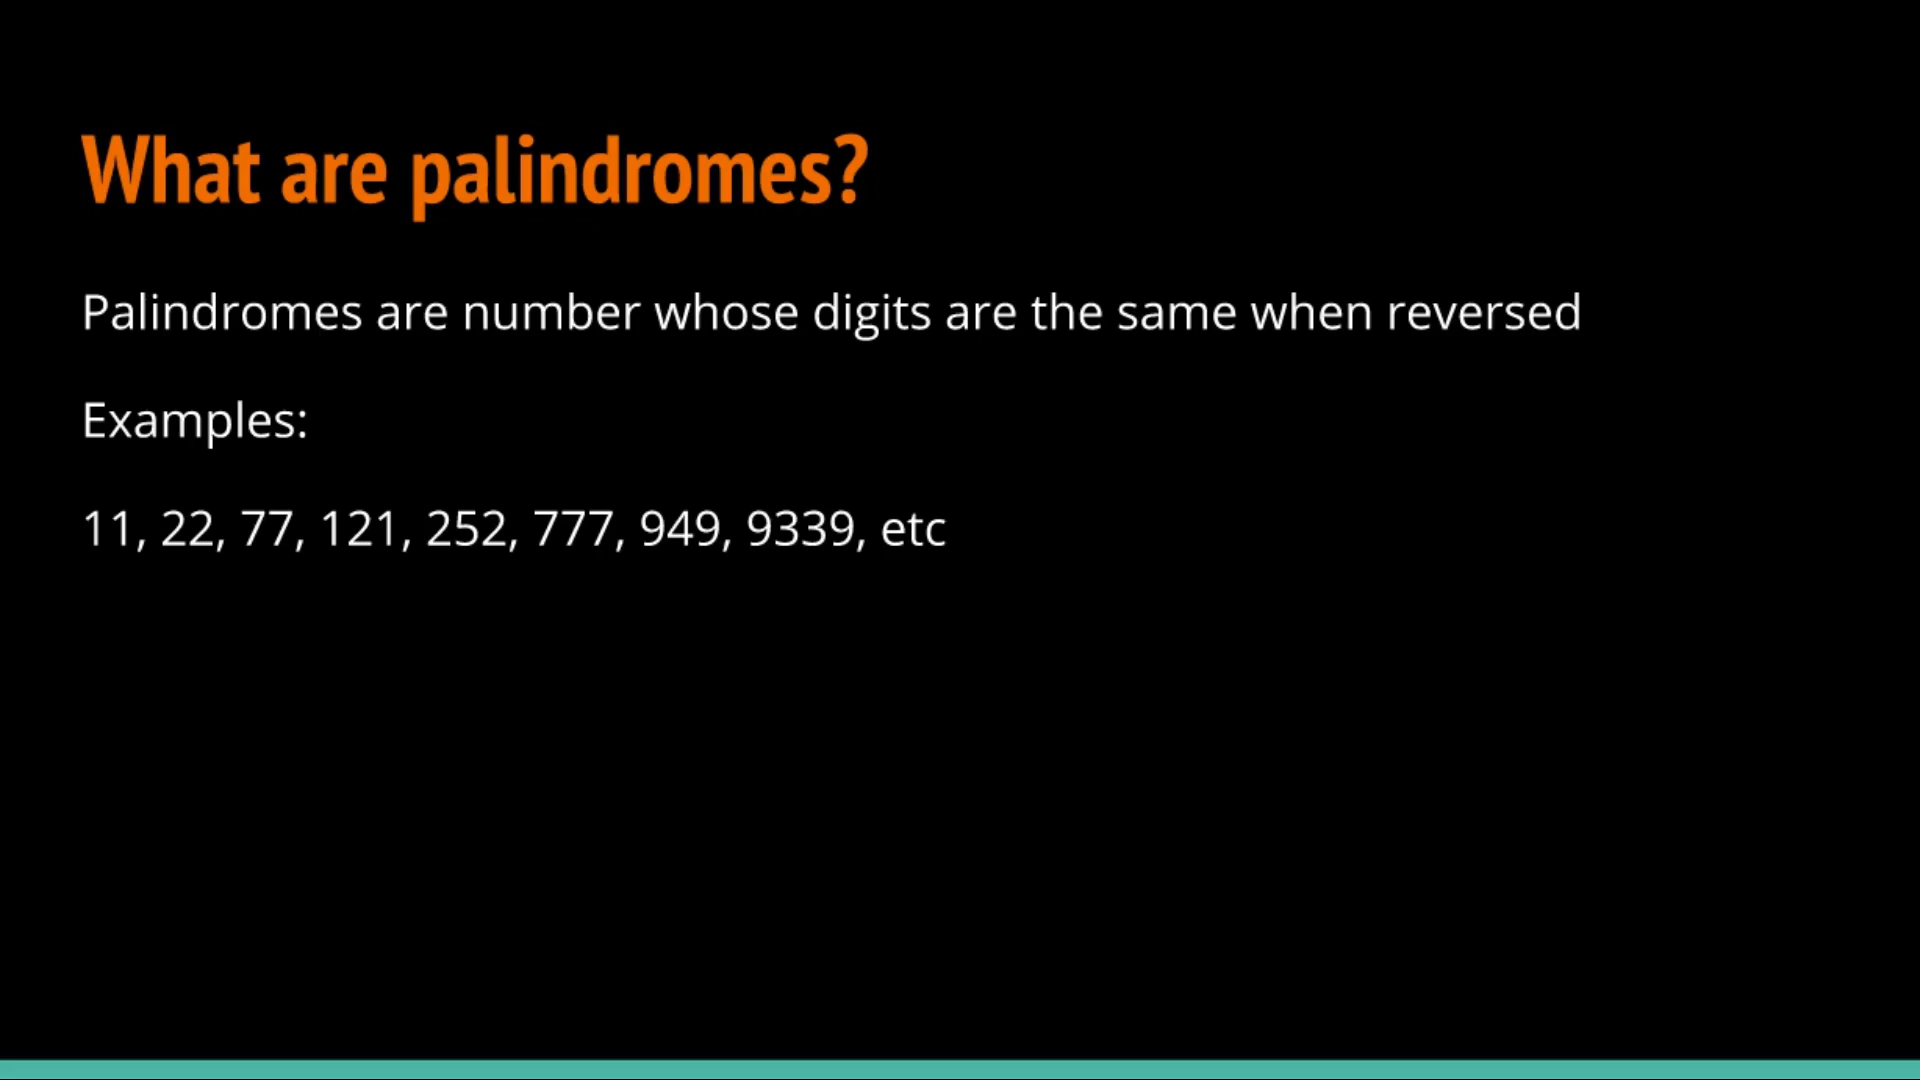 What are palindromes?
Palindromes are number whose digits are the same when reversed
Examples:
11, 22, 77, 121, 252, 777, 949, 9339, etc